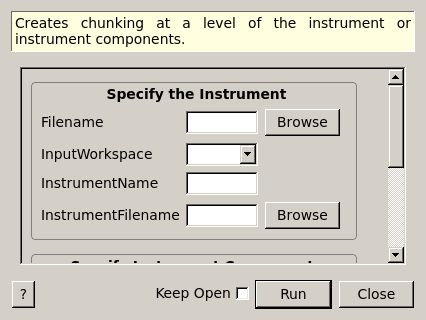 Creates chunking at a level of the instrument or
instrument components.
Specify the Instrument
Filename
Browse
InputWorkspace
InstrumentName
InstrumentFilename
Browse
?
Keep Open
Run
Close